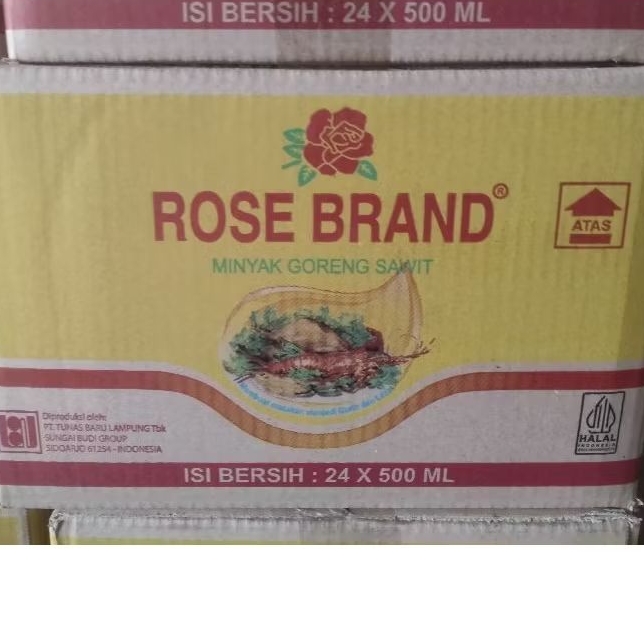 ISI BERSIH : 24 X 500 ML
ROSE BRAND®
MINYAK GORENG SAWIT
ATAS
Diproduksi oleh:
PT. TUNAS BARU LAMPUNG Tbk
SUNGAI BUDI GROUP
SIDOARJO 61254 - INDONESIA
HALAL
INDONESIA
ISI BERSIH : 24 X 500 ML